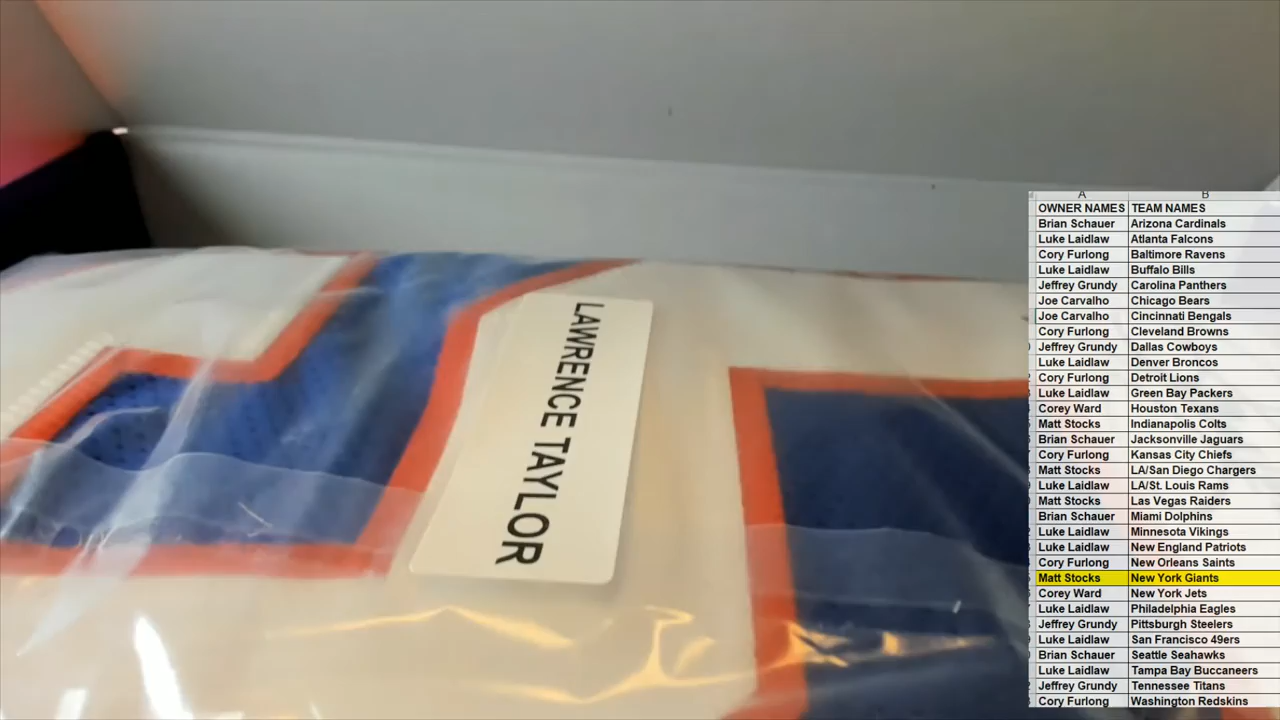 LAWRENCE TAYLOR
A B
OWNER NAMES TEAM NAMES
Brian Schauer Arizona Cardinals
Luke Laidlaw Atlanta Falcons
Cory Furlong Baltimore Ravens
Luke Laidlaw Buffalo Bills
Jeffrey Grundy Carolina Panthers
Joe Carvalho Chicago Bears
Joe Carvalho Cincinnati Bengals
Cory Furlong Cleveland Browns
Jeffrey Grundy Dallas Cowboys
Luke Laidlaw Denver Broncos
Cory Furlong Detroit Lions
Luke Laidlaw Green Bay Packers
Corey Ward Houston Texans
Matt Stocks Indianapolis Colts
Brian Schauer Jacksonville Jaguars
Cory Furlong Kansas City Chiefs
Matt Stocks LA/San Diego Chargers
Luke Laidlaw LA/St. Louis Rams
Matt Stocks Las Vegas Raiders
Brian Schauer Miami Dolphins
Luke Laidlaw Minnesota Vikings
Luke Laidlaw New England Patriots
Cory Furlong New Orleans Saints
Matt Stocks New York Giants
Corey Ward New York Jets
Luke Laidlaw Philadelphia Eagles
Jeffrey Grundy Pittsburgh Steelers
Luke Laidlaw San Francisco 49ers
Brian Schauer Seattle Seahawks
Luke Laidlaw Tampa Bay Buccaneers
Jeffrey Grundy Tennessee Titans
Cory Furlong Washington Redskins